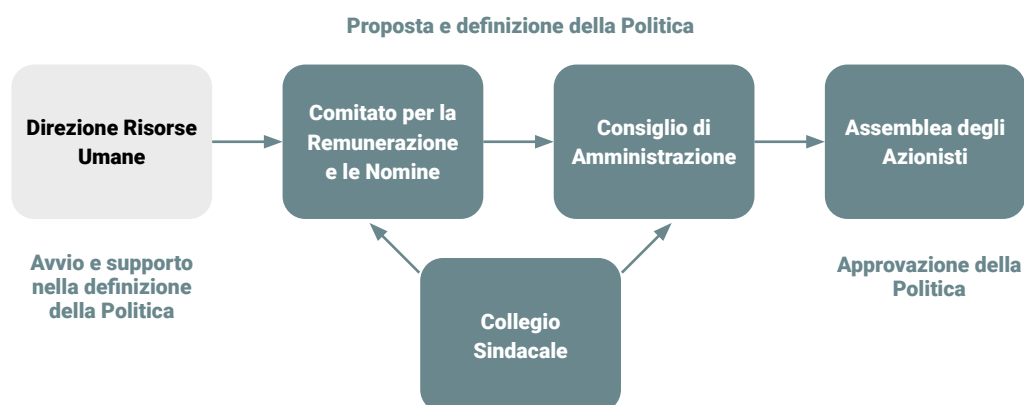 Proposta e definizione della Politica
Direzione Risorse
Umane
Comitato per la
Remunerazione
e le Nomine
Consiglio di
Amministrazione
Assemblea degli
Azionisti
Avvio e supporto
nella definizione
della Politica
Collegio
Sindacale
Approvazione della
Politica